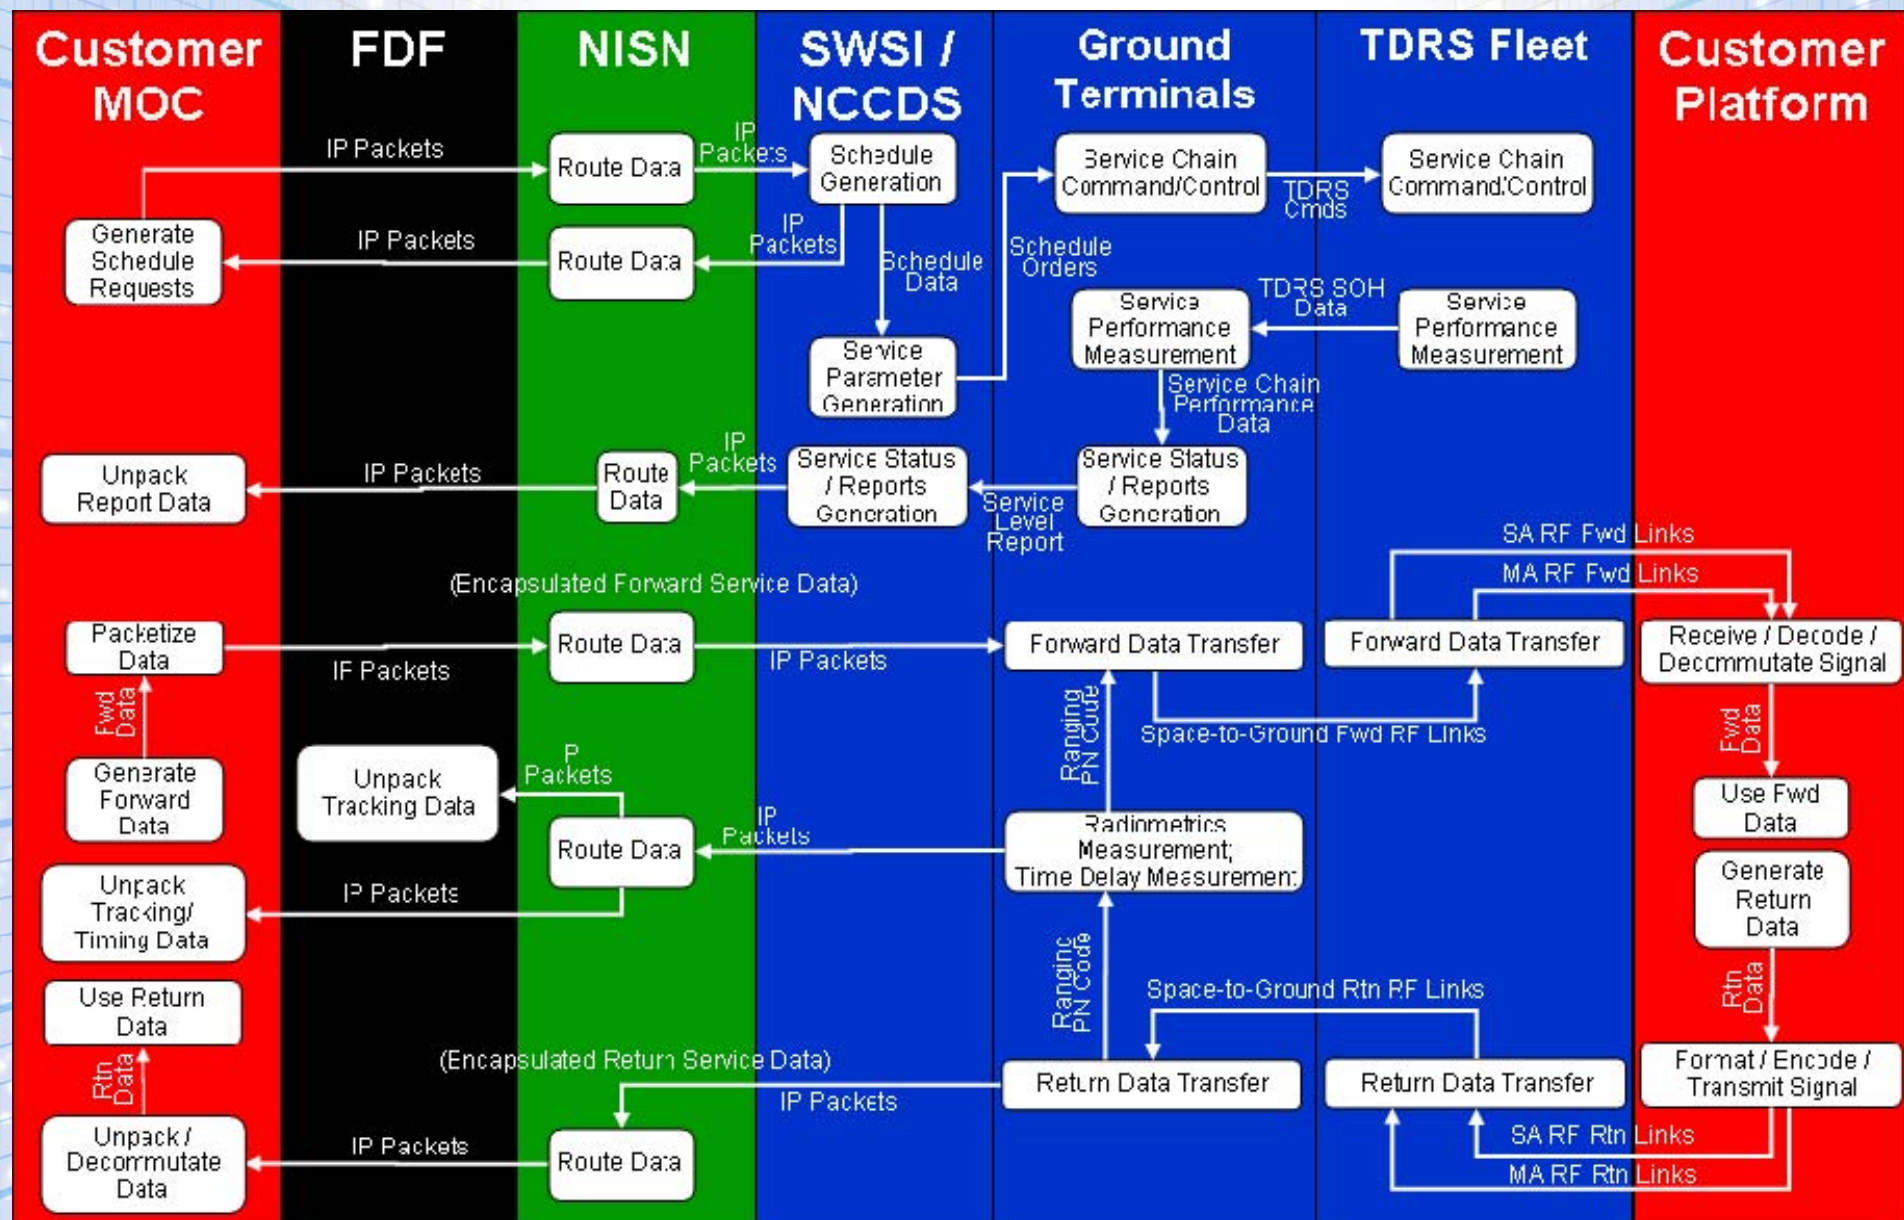 Customer
MOC
FDF
NISN
SWSI /
NCCDS
Ground
Terminals
TDRS Fleet
Customer
Platform
IP Packets
Route Data
IP
Packets
Schedule
Generation
Service Chain
Command/Control
TDRS
Cmds
Service Chain
Command/Control
Generate
Schedule
Requests
IP Packets
Route Data
IP
Packets
Schedule
Data
Schedule
Orders
Service
Parameter
Generation
Service
Performance
Measurement
TDRS SOH
Data
Service
Performance
Measurement
Service Chain
Performance
Data
Unpack
Report Data
IP Packets
Route
Data
IP
Packets
Service Status
/ Reports
Generation
Service
Level
Report
Service Status
/ Reports
Generation
SA RF Fwd Links
MA RF Fwd Links
(Encapsulated Forward Service Data)
Packetize
Data
IF Packets
Route Data
IP Packets
Forward Data Transfer
Forward Data Transfer
Receive / Decode /
Decommutate Signal
Fwd
Data
Space-to-Ground Fwd RF Links
Ranging
PN Code
Fwd
Data
Generate
Forward
Data
Unpack
Tracking Data
P
Packets
Use Fwd
Data
Route Data
IP
Packets
Radiometrics
Measurement;
Time Delay Measurement
Generate
Return
Data
Unpack
Tracking/
Timing Data
IP Packets
Ranging
PN Code
Rtn
Data
Use Return
Data
Space-to-Ground Rtn RF Links
(Encapsulated Return Service Data)
Rtn
Data
IP Packets
Return Data Transfer
Return Data Transfer
Format / Encode /
Transmit Signal
Unpack /
Decommutate
Data
IP Packets
Route Data
SA RF Rtn Links
MA RF Rtn Links